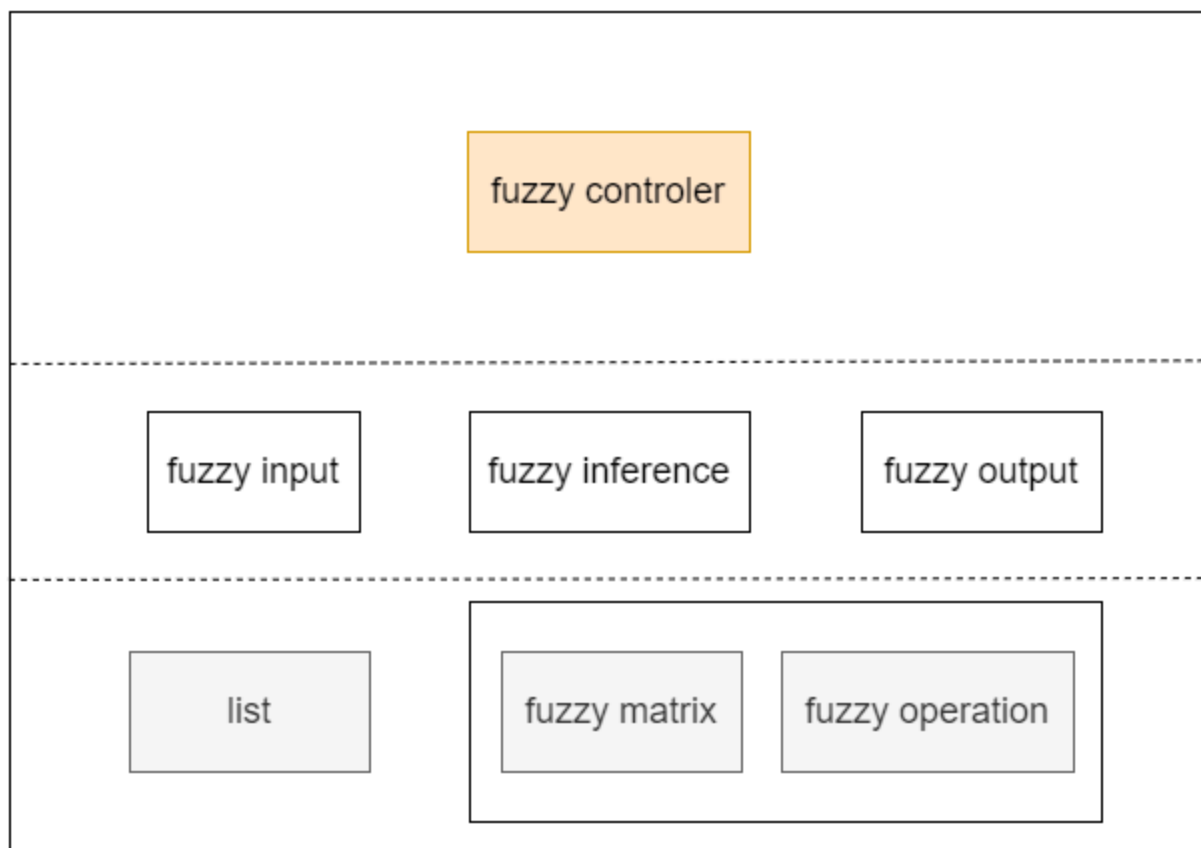 fuzzy controler
fuzzy input
fuzzy inference
fuzzy output
list
fuzzy matrix
fuzzy operation